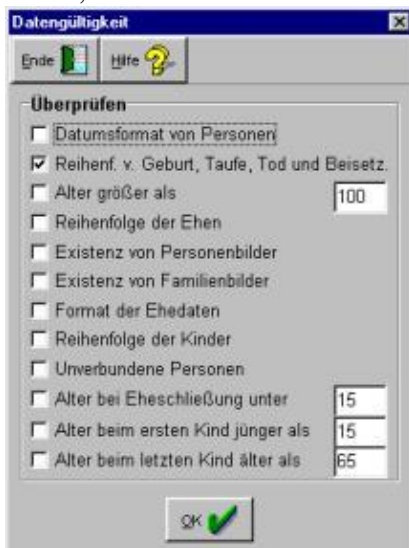 Datengültigkeit
Ende Hilfe
Überprüfen
Datumsformat von Personen
Reihenf. v. Geburt, Taufe, Tod und Beisetz.
Alter größer als 100
Reihenfolge der Ehen
Existenz von Personenbilder
Existenz von Familienbilder
Format der Ehedaten
Reihenfolge der Kinder
Unverbundene Personen
Alter bei Eheschließung unter 15
Alter beim ersten Kind jünger als 15
Alter beim letzten Kind älter als 65
OK